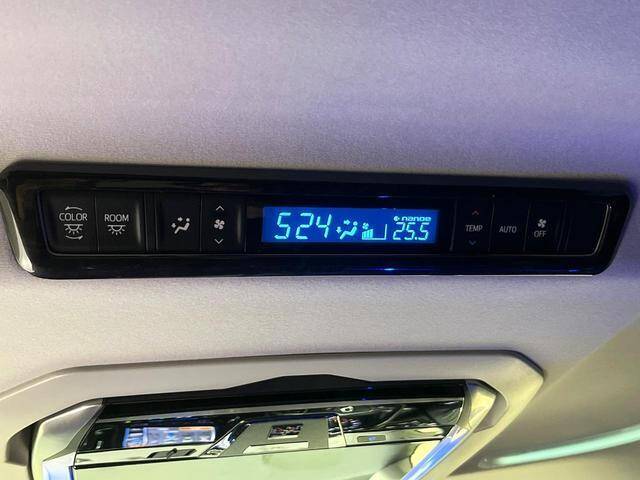 COLOR
ROOM
524
nanoe
25.5
TEMP
AUTO
OFF